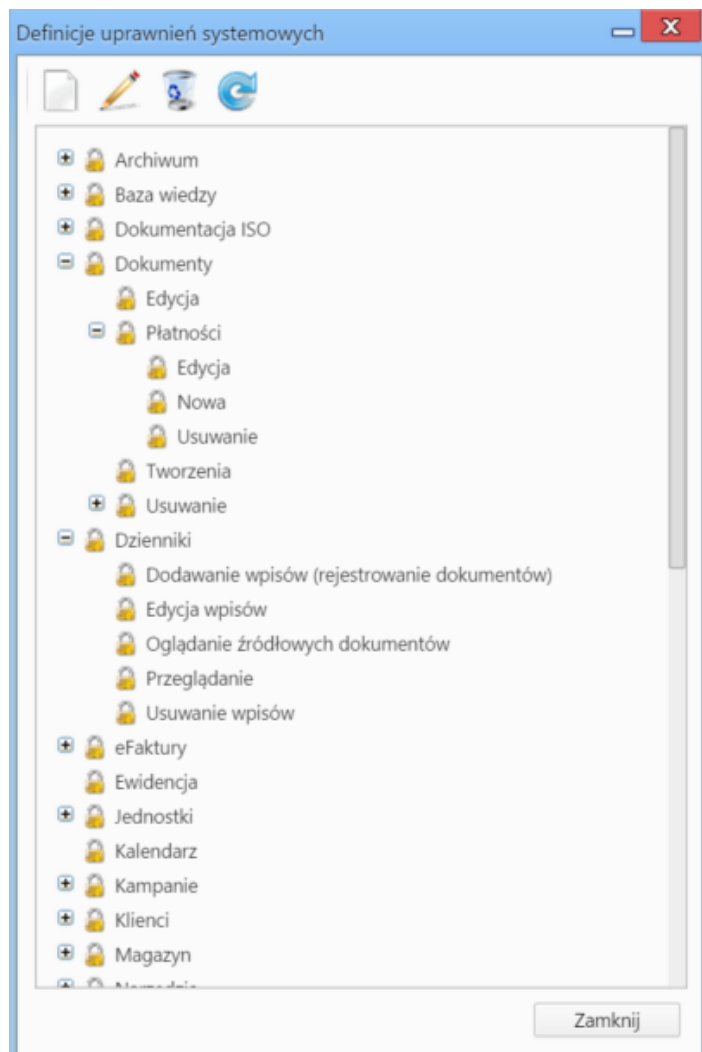 Definicje uprawnień systemowych
Archiwum
Baza wiedzy
Dokumentacja ISO
Dokumenty
Edycja
Płatności
Edycja
Nowa
Usuwanie
Tworzenia
Usuwanie
Dzienniki
Dodawanie wpisów (rejestrowanie dokumentów)
Edycja wpisów
Oglądanie źródłowych dokumentów
Przeglądanie
Usuwanie wpisów
eFaktury
Ewidencja
Jednostki
Kalendarz
Kampanie
Klienci
Magazyn
Zamknij